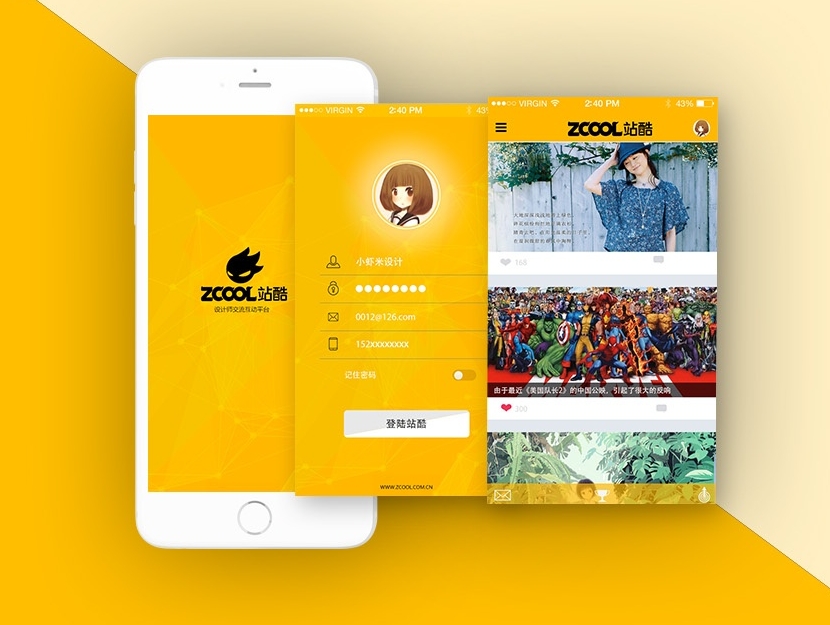 ZCOOL站酷
设计师交流互动平台
VIRGIN
2:40 PM
43%
小虾米设计
0012@126.com
152xxxxxxxx
记住密码
登陆站酷
WWW.ZCOOL.COM.CN
VIRGIN
2:40 PM
43%
ZCOOL站酷
168
由于最近《美国队长2》的中国公映，引起了很大的反响
300